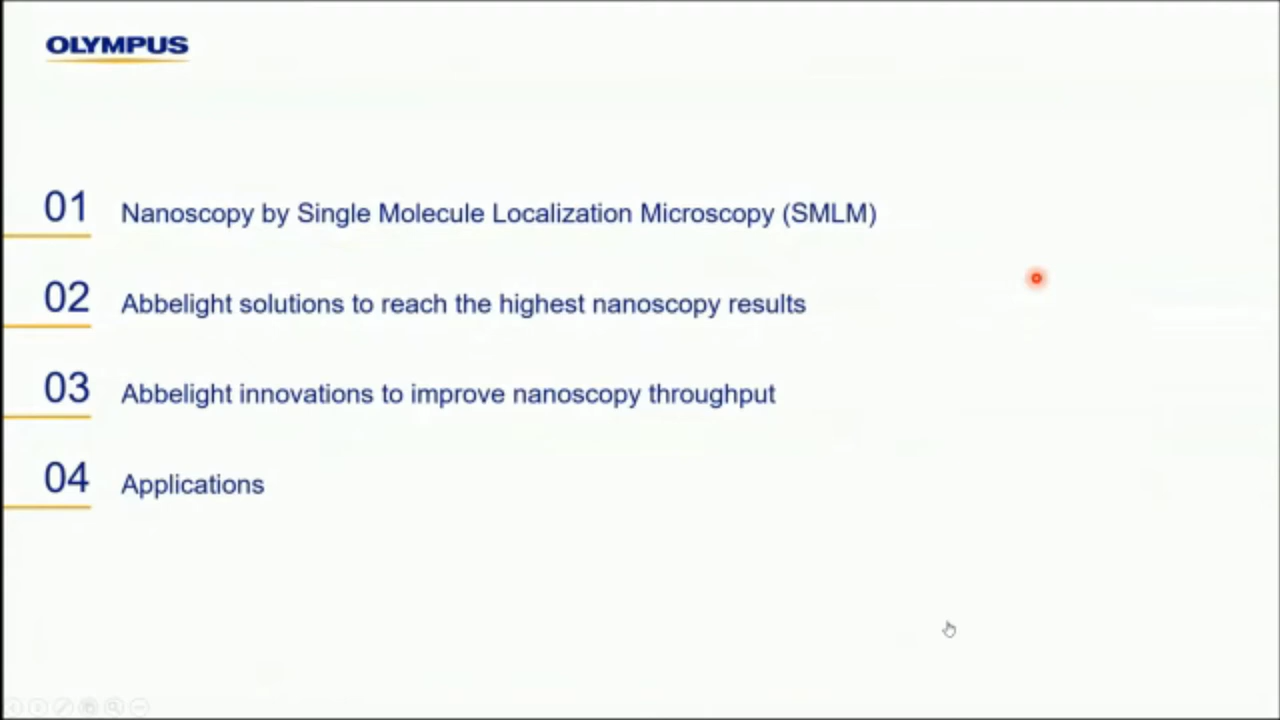 OLYMPUS
01 Nanoscopy by Single Molecule Localization Microscopy (SMLM)
02 Abbelight solutions to reach the highest nanoscopy results
03 Abbelight innovations to improve nanoscopy throughput
04 Applications